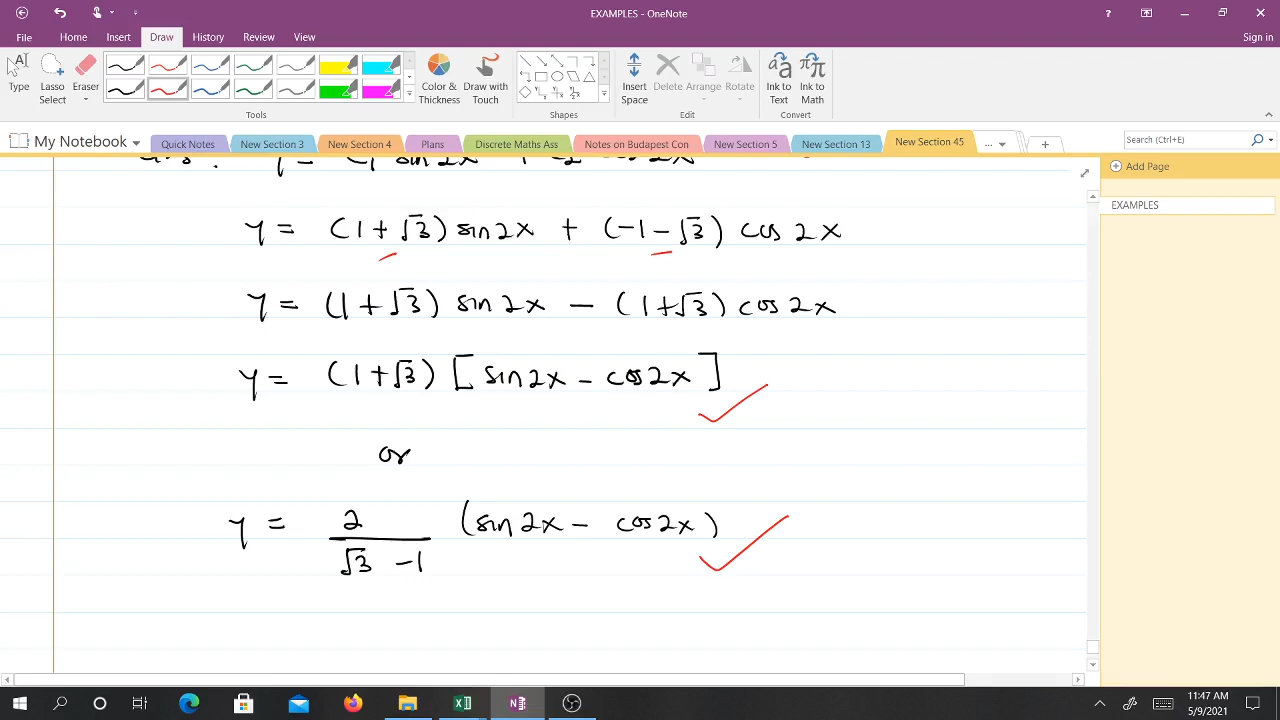 EXAMPLES - OneNote
File Home Insert Draw History Review View Sign in
Type Lasso Select Eraser Color & Thickness Draw with Touch Insert Space Delete Arrange Rotate Ink to Text Ink to Math
Tools Shapes Edit Convert
My Notebook Quick Notes New Section 3 New Section 4 Plans Discrete Maths Ass Notes on Budapest Con New Section 5 New Section 13 New Section 45 ... + Search (Ctrl+E)
Add Page
EXAMPLES
y = (1+√3) sin 2x + (-1-√3) cos 2x
y = (1+√3) sin 2x - (1+√3) cos 2x
y = (1+√3) [sin 2x - cos 2x]
or
y = 2/(√3 - 1) (sin 2x - cos 2x)
11:47 AM
5/9/2021